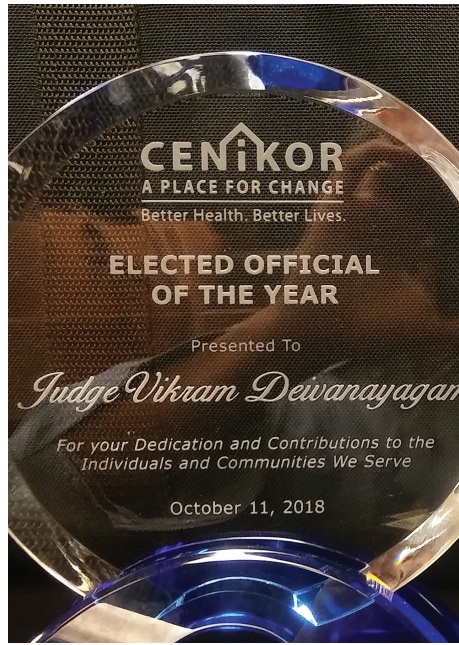 CENiKOR
A PLACE FOR CHANGE
Better Health. Better Lives.
ELECTED OFFICIAL
OF THE YEAR
Presented To
Judge Vikram Deivanayagam
For your Dedication and Contributions to the
Individuals and Communities We Serve
October 11, 2018